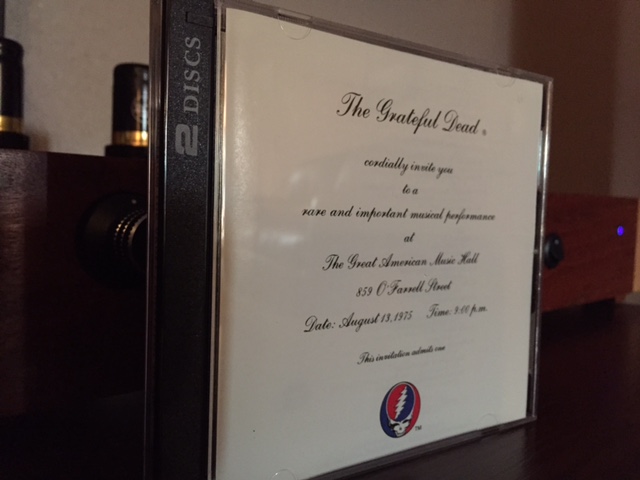 2 DISCS
The Grateful Dead ®
cordially invite you
to a
rare and important musical performance
at
The Great American Music Hall
859 O'Farrell Street
Date: August 13, 1975 Time: 9:00 p.m.
This invitation admits one
TM